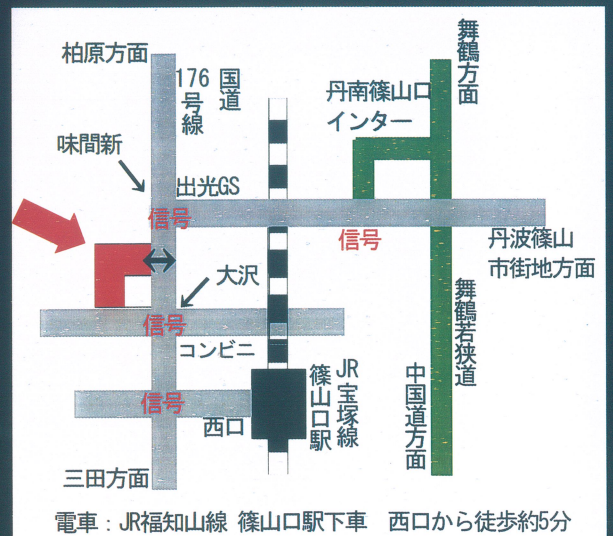 柏原方面
国道
176号線
味間新
出光GS
信号
大沢
信号
コンビニ
信号
西口
三田方面
丹南篠山口
インター
舞鶴方面
信号
丹波篠山
市街地方面
舞鶴若狭道
中国道方面
JR宝塚線
篠山口駅
電車：JR福知山線 篠山口駅下車　西口から徒歩約5分